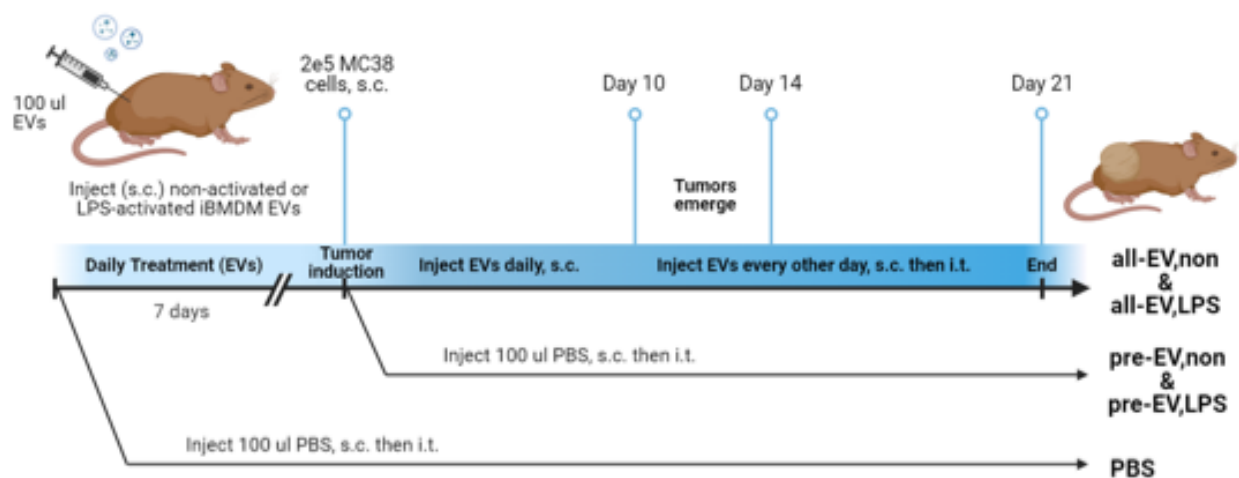 100 ul
EVs
Inject (s.c.) non-activated or
LPS-activated iBMDM EVs
2e5 MC38
cells, s.c.
Day 10
Day 14
Day 21
Tumors
emerge
Daily Treatment (EVs)
Tumor
induction
Inject EVs daily, s.c.
Inject EVs every other day, s.c. then i.t.
End
7 days
all-EV,non
&
all-EV,LPS
Inject 100 ul PBS, s.c. then i.t.
pre-EV,non
&
pre-EV,LPS
Inject 100 ul PBS, s.c. then i.t.
PBS